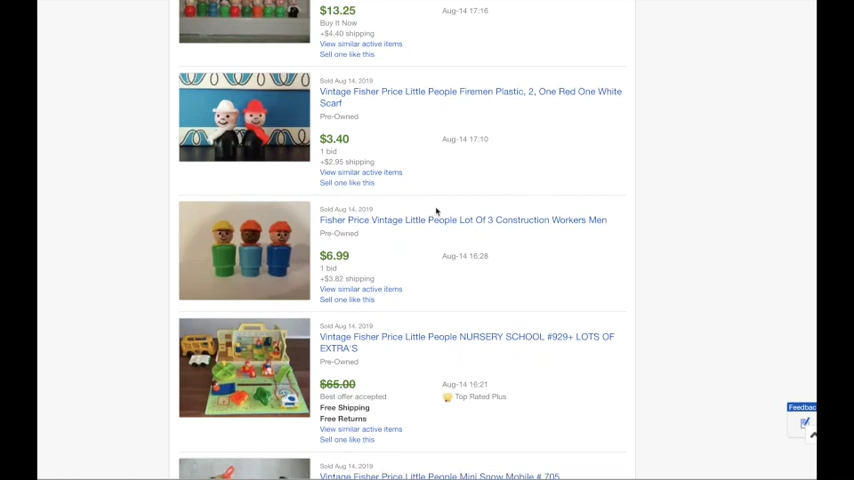 $13.25 Aug-14 17:16
Buy It Now
+$4.40 shipping
View similar active items
Sell one like this
Sold Aug 14, 2019
Vintage Fisher Price Little People Firemen Plastic, 2, One Red One White
Scarf
Pre-Owned
$3.40 Aug-14 17:10
1 bid
+$2.95 shipping
View similar active items
Sell one like this
Sold Aug 14, 2019
Fisher Price Vintage Little People Lot Of 3 Construction Workers Men
Pre-Owned
$6.99 Aug-14 16:28
1 bid
+$3.82 shipping
View similar active items
Sell one like this
Sold Aug 14, 2019
Vintage Fisher Price Little People NURSERY SCHOOL #929+ LOTS OF
EXTRA'S
Pre-Owned
$65.00 Aug-14 16:21
Best offer accepted Top Rated Plus
Free Shipping
Free Returns
View similar active items
Sell one like this
Feedbac
Sold Aug 14, 2019
Vintage Fisher Price Little People Mini Snow Mobile # 705